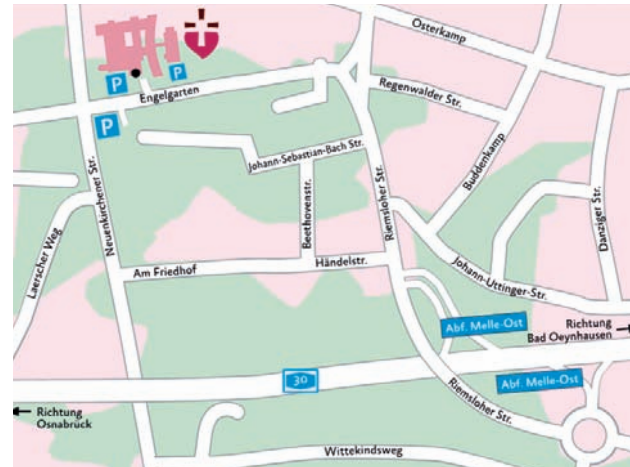 Osterkamp
P
P
Engelgarten
Regenwalder Str.
P
Johann-Sebastian-Bach Str.
Buddenkamp
Neuenkirchener Str.
Beethovenstr.
Riemsloher Str.
Danziger Str.
Laerscher Weg
Am Friedhof
Händelstr.
Johann-Uttinger-Str.
Abf. Melle-Ost
Richtung
Bad Oeynhausen
30
Abf. Melle-Ost
Riemsloher Str.
Richtung
Osnabrück
Wittekindsweg